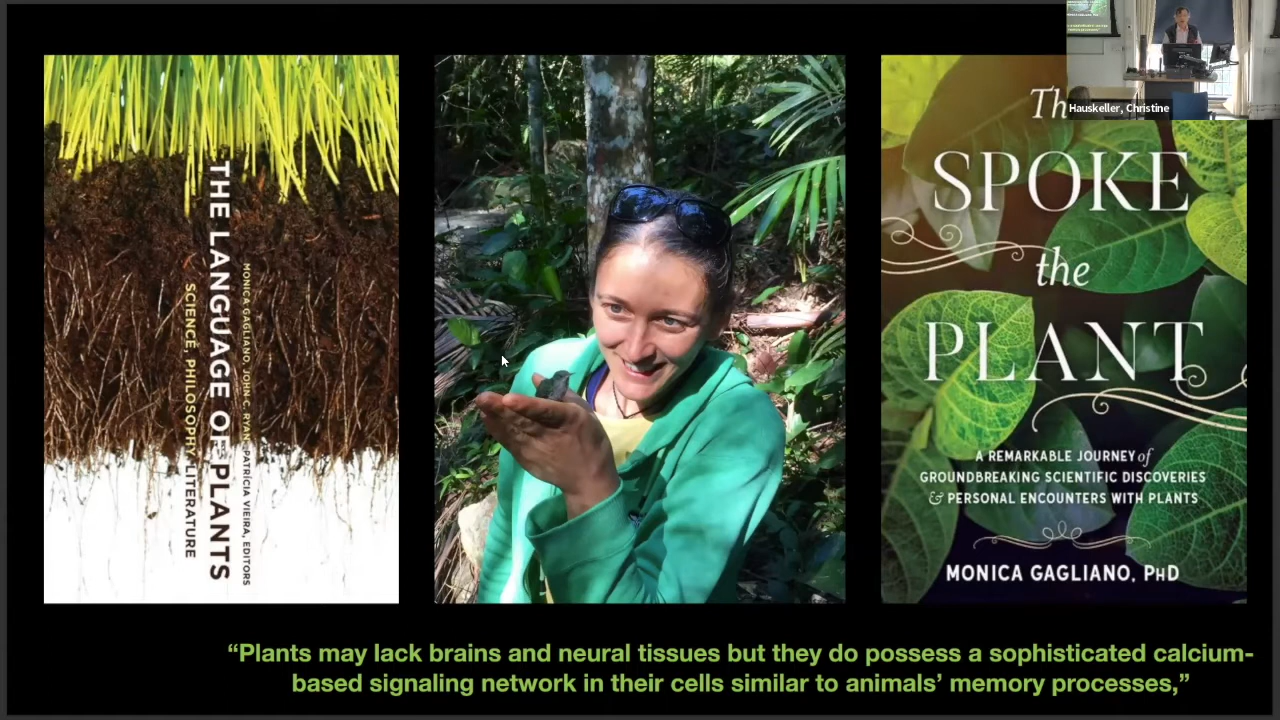 THE LANGUAGE OF PLANTS
SCIENCE, PHILOSOPHY, LITERATURE
MONICA GAGLIANO, JOHN C. RYAN, PATRÍCIA VIEIRA, EDITORS
Th
SPOKE
the
PLANT
A REMARKABLE JOURNEY of
GROUNDBREAKING SCIENTIFIC DISCOVERIES
& PERSONAL ENCOUNTERS WITH PLANTS
MONICA GAGLIANO, PHD
Hauskeller, Christine
“Plants may lack brains and neural tissues but they do possess a sophisticated calcium-
based signaling network in their cells similar to animals’ memory processes,”